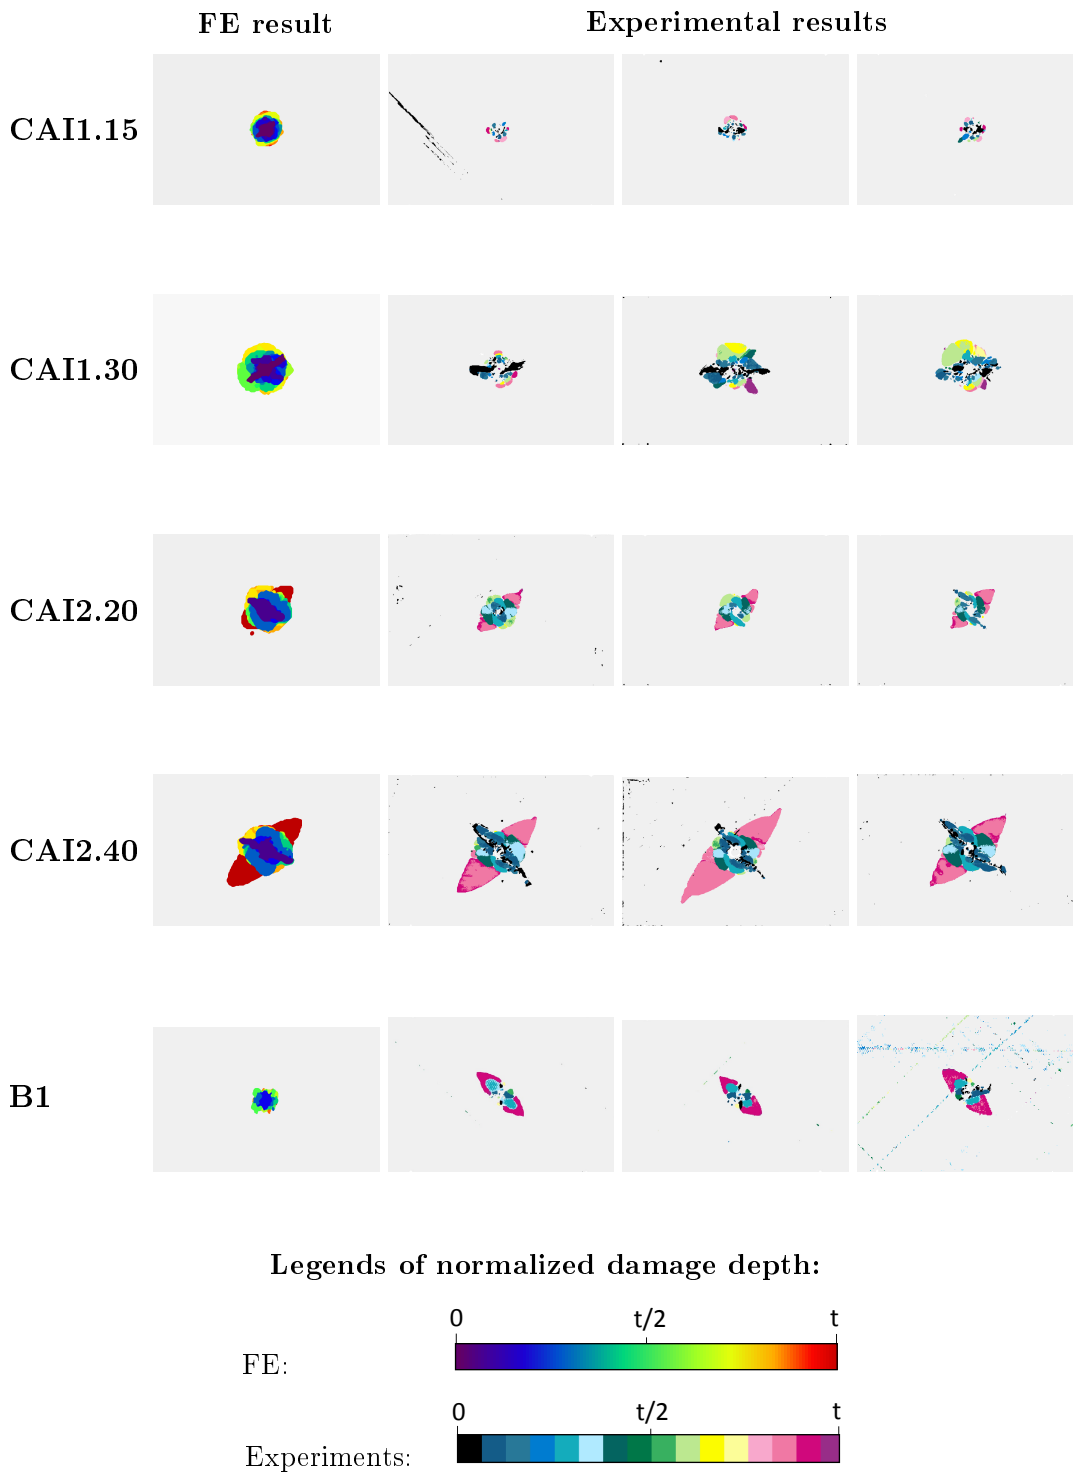 FE result
Experimental results
CAI1.15
CAI1.30
CAI2.20
CAI2.40
B1
Legends of normalized damage depth:
0 t/2 t
FE:
0 t/2 t
Experiments: